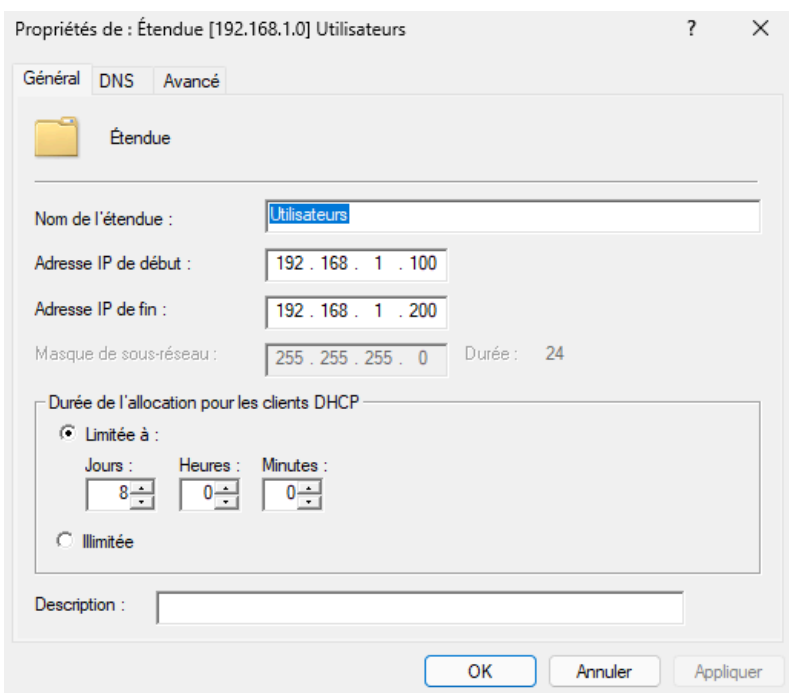 Propriétés de : Étendue [192.168.1.0] Utilisateurs ? ×
Général DNS Avancé
Étendue
Nom de l'étendue : Utilisateurs
Adresse IP de début : 192 . 168 . 1 . 100
Adresse IP de fin : 192 . 168 . 1 . 200
Masque de sous-réseau : 255 . 255 . 255 . 0 Durée : 24
Durée de l'allocation pour les clients DHCP
Limitée à :
Jours : Heures : Minutes :
8 0 0
Illimitée
Description :
OK Annuler Appliquer